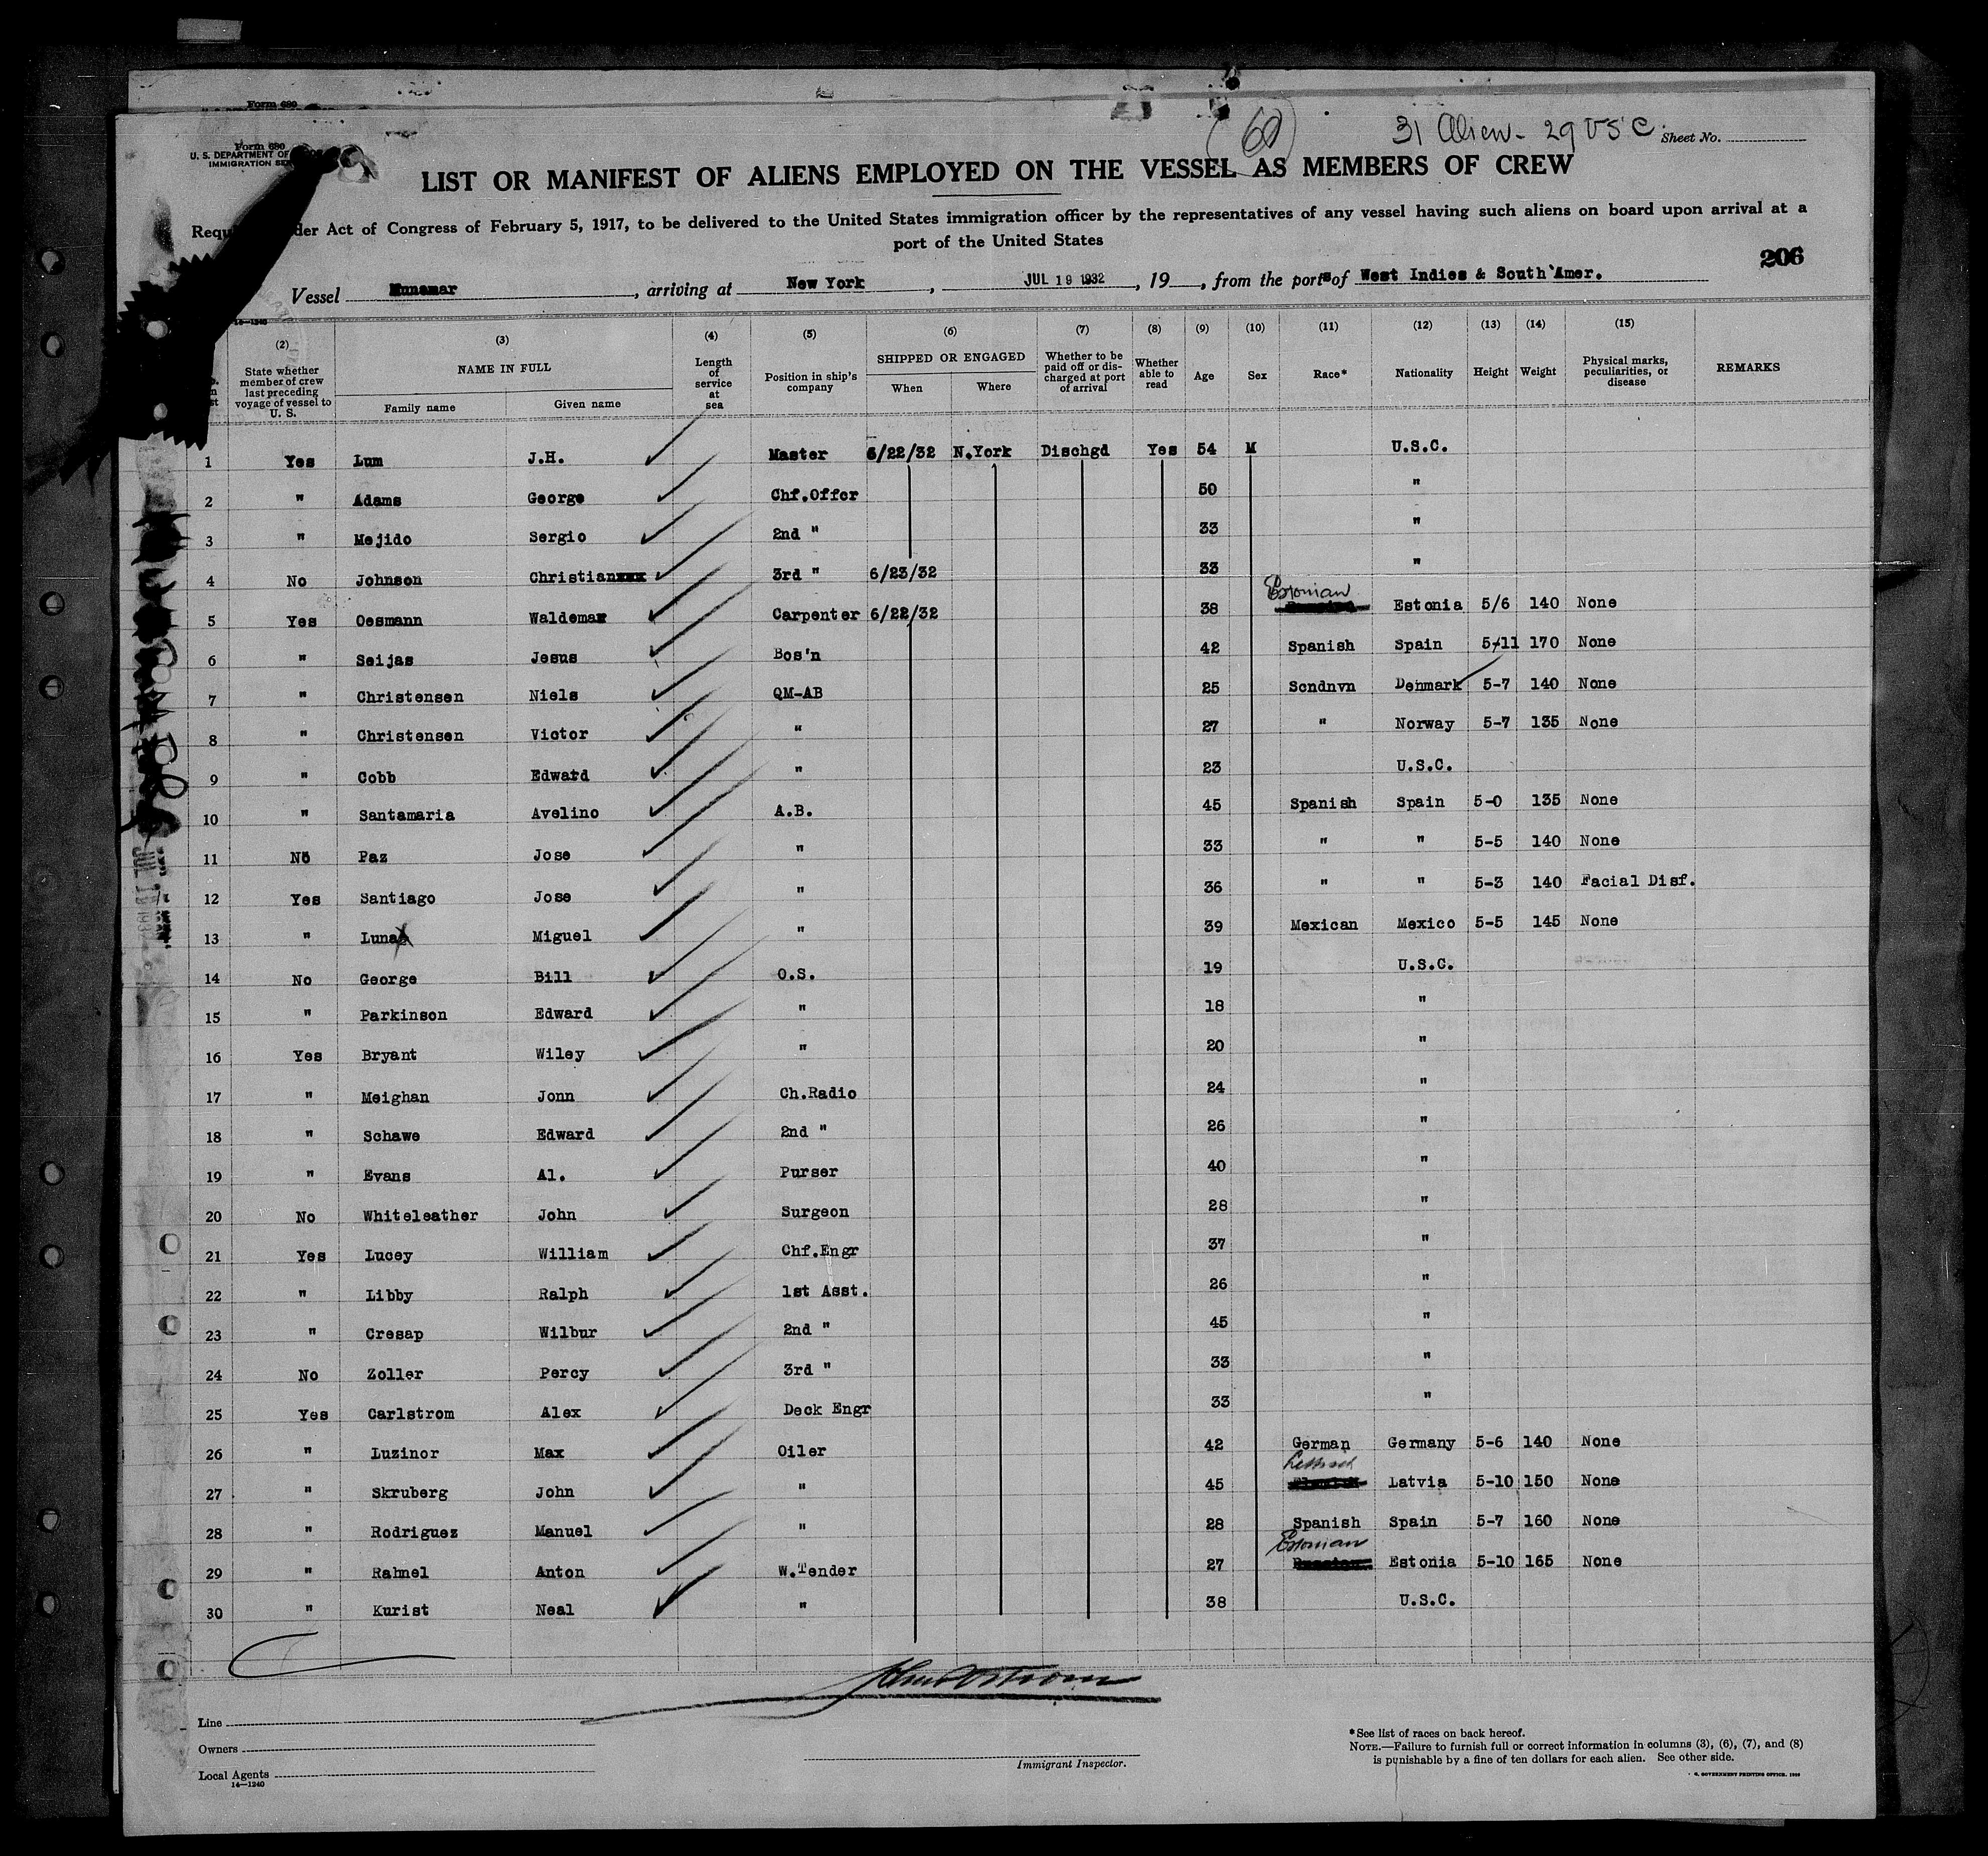 Form 680
Form 680
U. S. DEPARTMENT OF
IMMIGRATION
(60)
31 Alien - 29 USC
Sheet No.
LIST OR MANIFEST OF ALIENS EMPLOYED ON THE VESSEL AS MEMBERS OF CREW
Act of Congress of February 5, 1917, to be delivered to the United States immigration officer by the representatives of any vessel having such aliens on board upon arrival at a
port of the United States
206
Vessel Munamar, arriving at New York, JUL 19 1932, 19__, from the ports of West Indies & South Amer.
(2) State whether member of crew last preceding voyage of vessel to U. S.
(3) NAME IN FULL Family name Given name
(4) Length of service at sea
(5) Position in ship's company
(6) SHIPPED OR ENGAGED When Where
(7) Whether to be paid off or discharged at port of arrival
(8) Whether able to read
(9) Age
(10) Sex
(11) Race*
(12) Nationality
(13) Height
(14) Weight
(15) Physical marks, peculiarities, or disease
REMARKS
1 Yes Lum J.H. Master 6/22/32 N.York Dischgd Yes 54 M U.S.C.
2 " Adams George Chf.Offcr 50 "
3 " Mejido Sergio 2nd " 33 "
4 No Johnson Christianxxx 3rd " 6/23/32 33 "
5 Yes Oesmann Waldemar Carpenter 6/22/32 38 Estonian Estonia 5/6 140 None
6 " Seijas Jesus Bos'n 42 Spanish Spain 5-11 170 None
7 " Christensen Niels QM-AB 25 Scndnvn Denmark 5-7 140 None
8 " Christensen Victor " 27 " Norway 5-7 135 None
9 " Cobb Edward " 23 U.S.C.
10 " Santamaria Avelino A.B. 45 Spanish Spain 5-0 135 None
11 No Paz Jose " 33 " " 5-5 140 None
12 Yes Santiago Jose " 36 " " 5-3 140 Facial Disf.
13 " Luna Miguel " 39 Mexican Mexico 5-5 145 None
14 No George Bill O.S. 19 U.S.C.
15 " Parkinson Edward " 18 "
16 Yes Bryant Wiley " 20 "
17 " Meighan Jonn Ch.Radio 24 "
18 " Schawe Edward 2nd " 26 "
19 " Evans Al. Purser 40 "
20 No Whiteleather John Surgeon 28 "
21 Yes Lucey William Chf.Engr 37 "
22 " Libby Ralph 1st Asst. 26 "
23 " Cresap Wilbur 2nd " 45 "
24 No Zoller Percy 3rd " 33 "
25 Yes Carlstrom Alex Deck Engr 33 "
26 " Luzinor Max Oiler 42 German Germany 5-6 140 None
27 " Skruberg John " 45 Latvia 5-10 150 None
28 " Rodriguez Manuel " 28 Spanish Spain 5-7 160 None
29 " Rahnel Anton W.Tender 27 Estonian Estonia 5-10 165 None
30 " Kurist Neal " 38 U.S.C.
Line
Owners
Local Agents
14—1240
Immigrant Inspector.
*See list of races on back hereof.
NOTE.—Failure to furnish full or correct information in columns (3), (6), (7), and (8)
is punishable by a fine of ten dollars for each alien. See other side.
GOVERNMENT PRINTING OFFICE